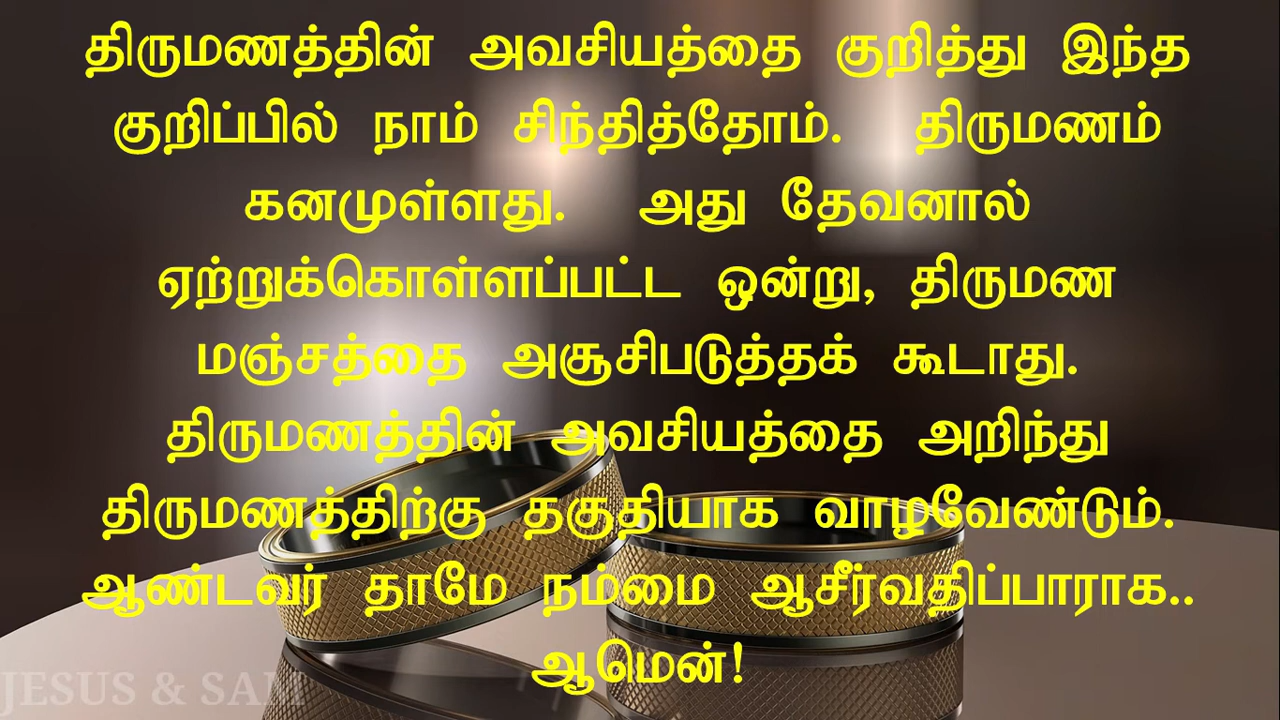 திருமணத்தின் அவசியத்தை குறித்து இந்த
குறிப்பில் நாம் சிந்தித்தோம். திருமணம்
கனமுள்ளது. அது தேவனால்
ஏற்றுக்கொள்ளப்பட்ட ஒன்று, திருமண
மஞ்சத்தை அசூசிபடுத்தக் கூடாது.
திருமணத்தின் அவசியத்தை அறிந்து
திருமணத்திற்கு தகுதியாக வாழவேண்டும்.
ஆண்டவர் தாமே நம்மை ஆசீர்வதிப்பாராக..
ஆமென்!
JESUS &